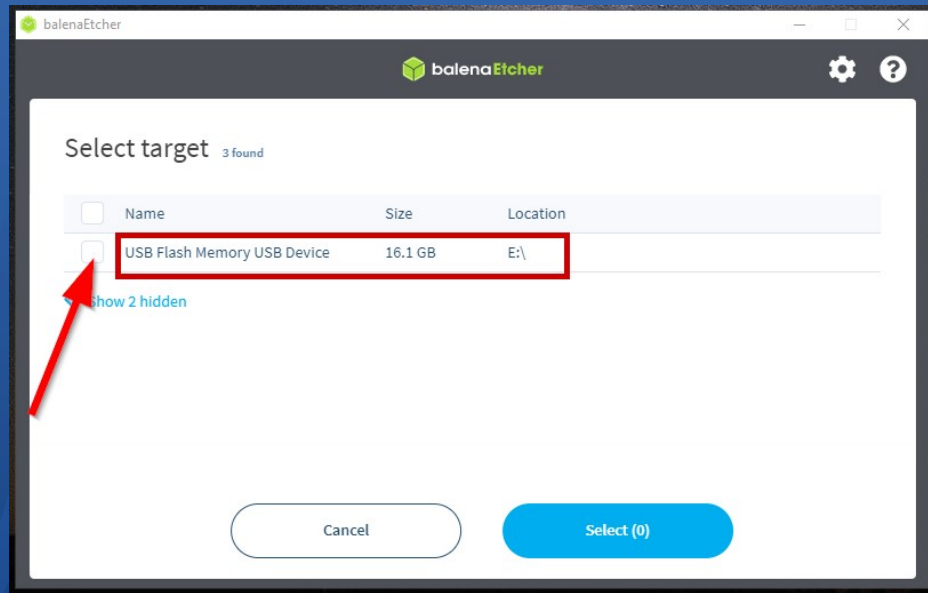 balenaEtcher
balenaEtcher
Select target 3 found
Name Size Location
USB Flash Memory USB Device 16.1 GB E:\
Show 2 hidden
Cancel Select (0)